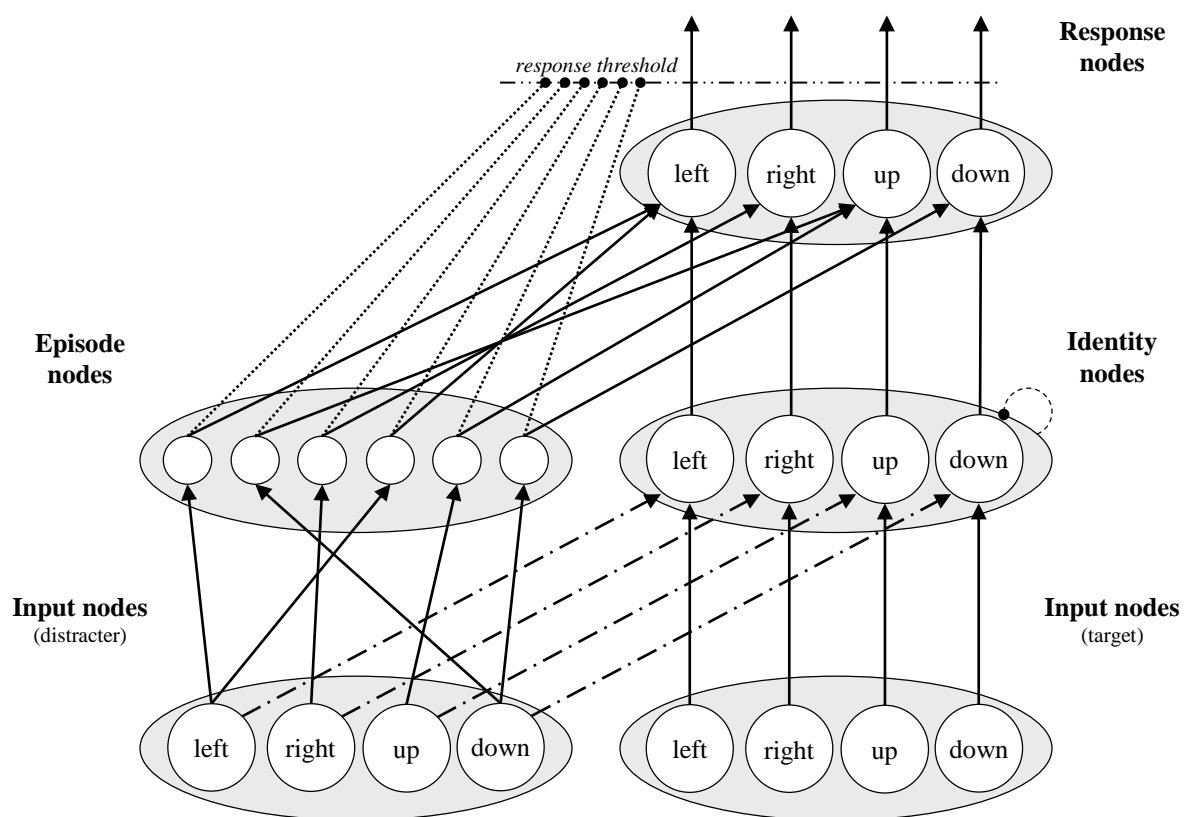 Response
nodes
response threshold
left
right
up
down
Episode
nodes
Identity
nodes
left
right
up
down
Input nodes
(distracter)
Input nodes
(target)
left
right
up
down
left
right
up
down